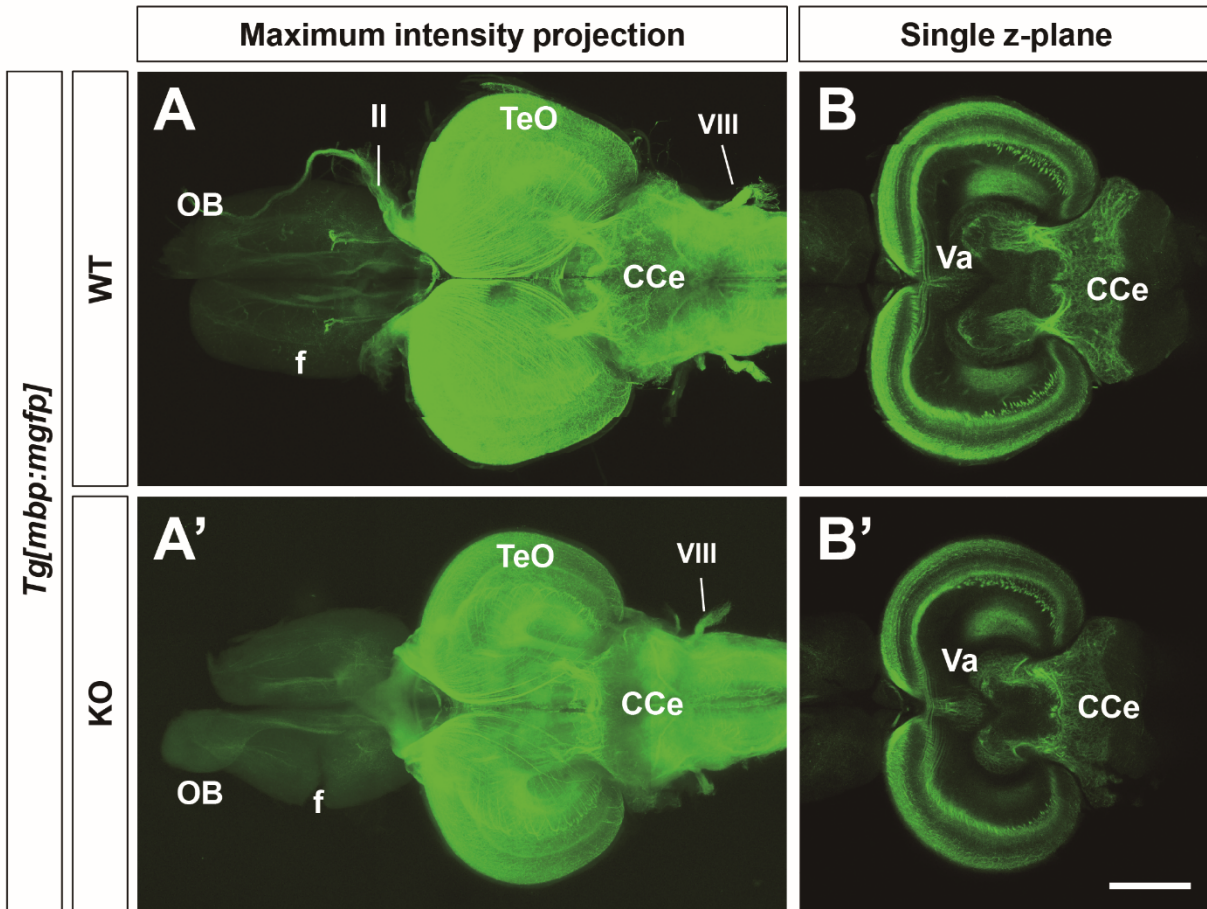 Maximum intensity projection
Single z-plane
Tg[mbp:mgfp]
WT
A
II
TeO
VIII
OB
CCe
f
B
Va
CCe
KO
A’
TeO
VIII
CCe
OB
f
B’
Va
CCe